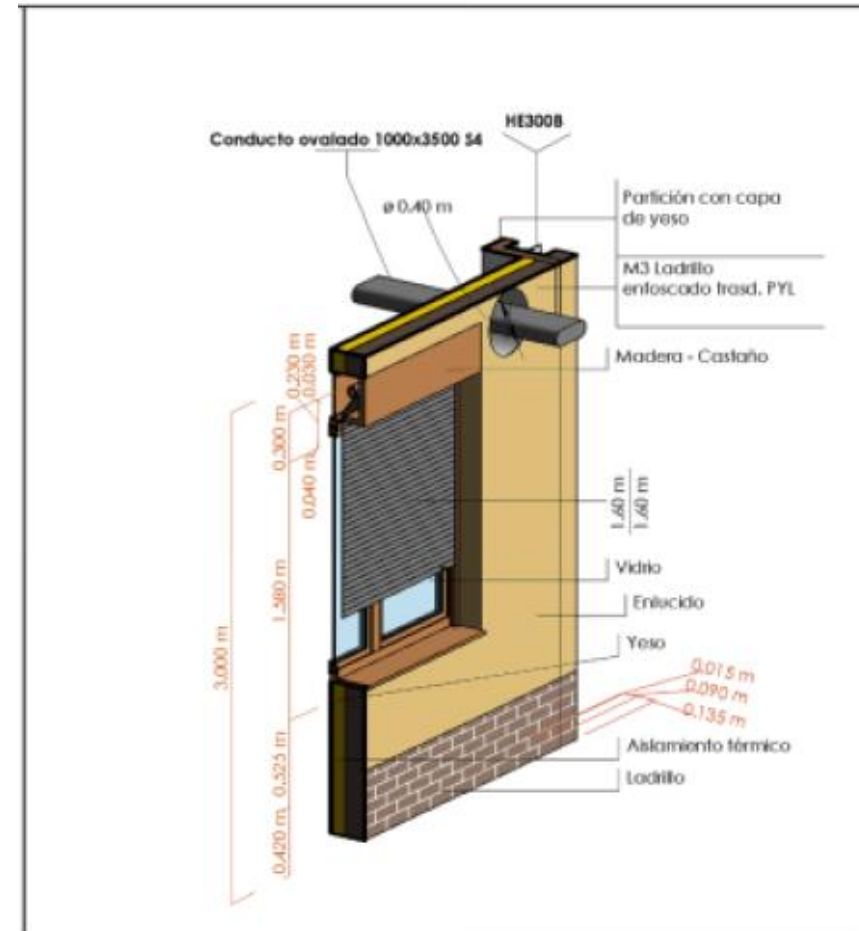 HE300B
Conducto ovalado 1000x3500 S4
ø 0.40 m
Partición con capa
de yeso
M3 Ladrillo
enfoscado trasd. PYL
Madera - Castaño
0.230 m
0.030 m
0.300 m
0.040 m
1.60 m
1.60 m
Vidrio
1.580 m
Enlucido
Yeso
3.000 m
0.015 m
0.090 m
0.135 m
Aislamiento térmico
0.525 m
Ladrillo
0.420 m